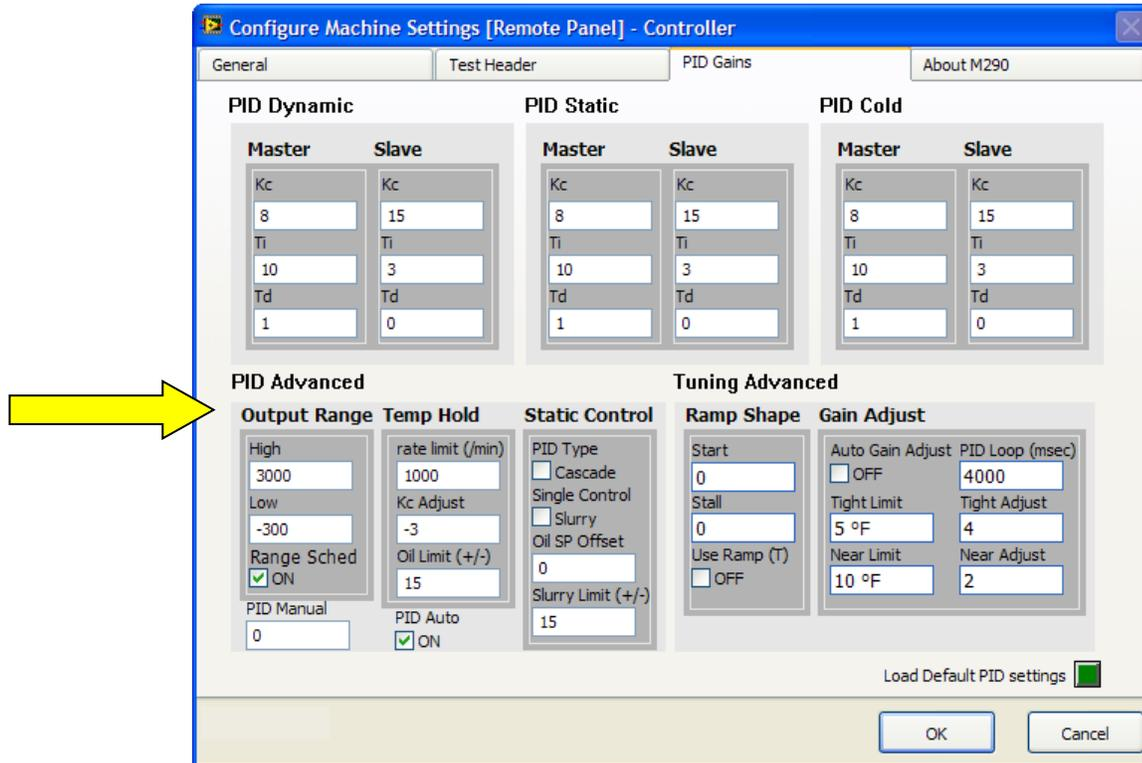 Configure Machine Settings [Remote Panel] - Controller
General Test Header PID Gains About M290
PID Dynamic PID Static PID Cold
Master Slave Master Slave Master Slave
Kc Kc Kc Kc Kc Kc
8 15 8 15 8 15
Ti Ti Ti Ti Ti Ti
10 3 10 3 10 3
Td Td Td Td Td Td
1 0 1 0 1 0
PID Advanced
Output Range Temp Hold Static Control
High
3000
Low
-300
Range Sched
ON
PID Manual
0
rate limit (/min)
1000
Kc Adjust
-3
Oil Limit (+/-)
15
PID Auto
ON
PID Type
Cascade
Single Control
Slurry
Oil SP Offset
0
Slurry Limit (+/-)
15
Tuning Advanced
Ramp Shape Gain Adjust
Start
0
Stall
0
Use Ramp (T)
OFF
Auto Gain Adjust PID Loop (msec)
OFF 4000
Tight Limit Tight Adjust
5 °F 4
Near Limit Near Adjust
10 °F 2
Load Default PID settings
OK Cancel